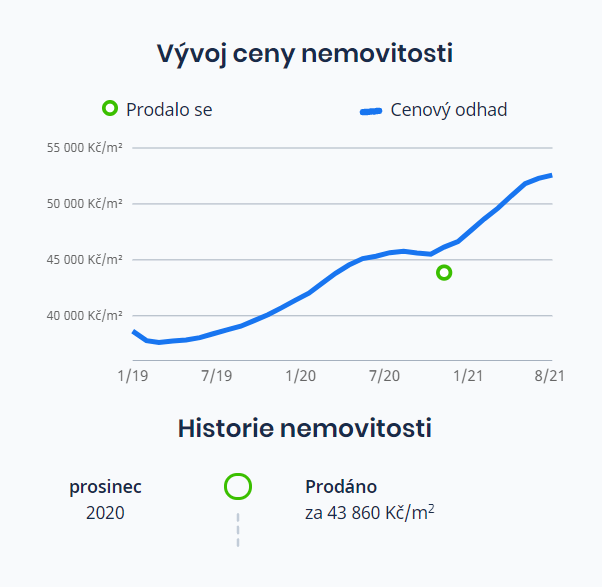 Vývoj ceny nemovitosti
Prodalo se
Cenový odhad
55 000 Kč/m²
50 000 Kč/m²
45 000 Kč/m²
40 000 Kč/m²
1/19 7/19 1/20 7/20 1/21 8/21
Historie nemovitosti
prosinec Prodáno
2020 za 43 860 Kč/m²